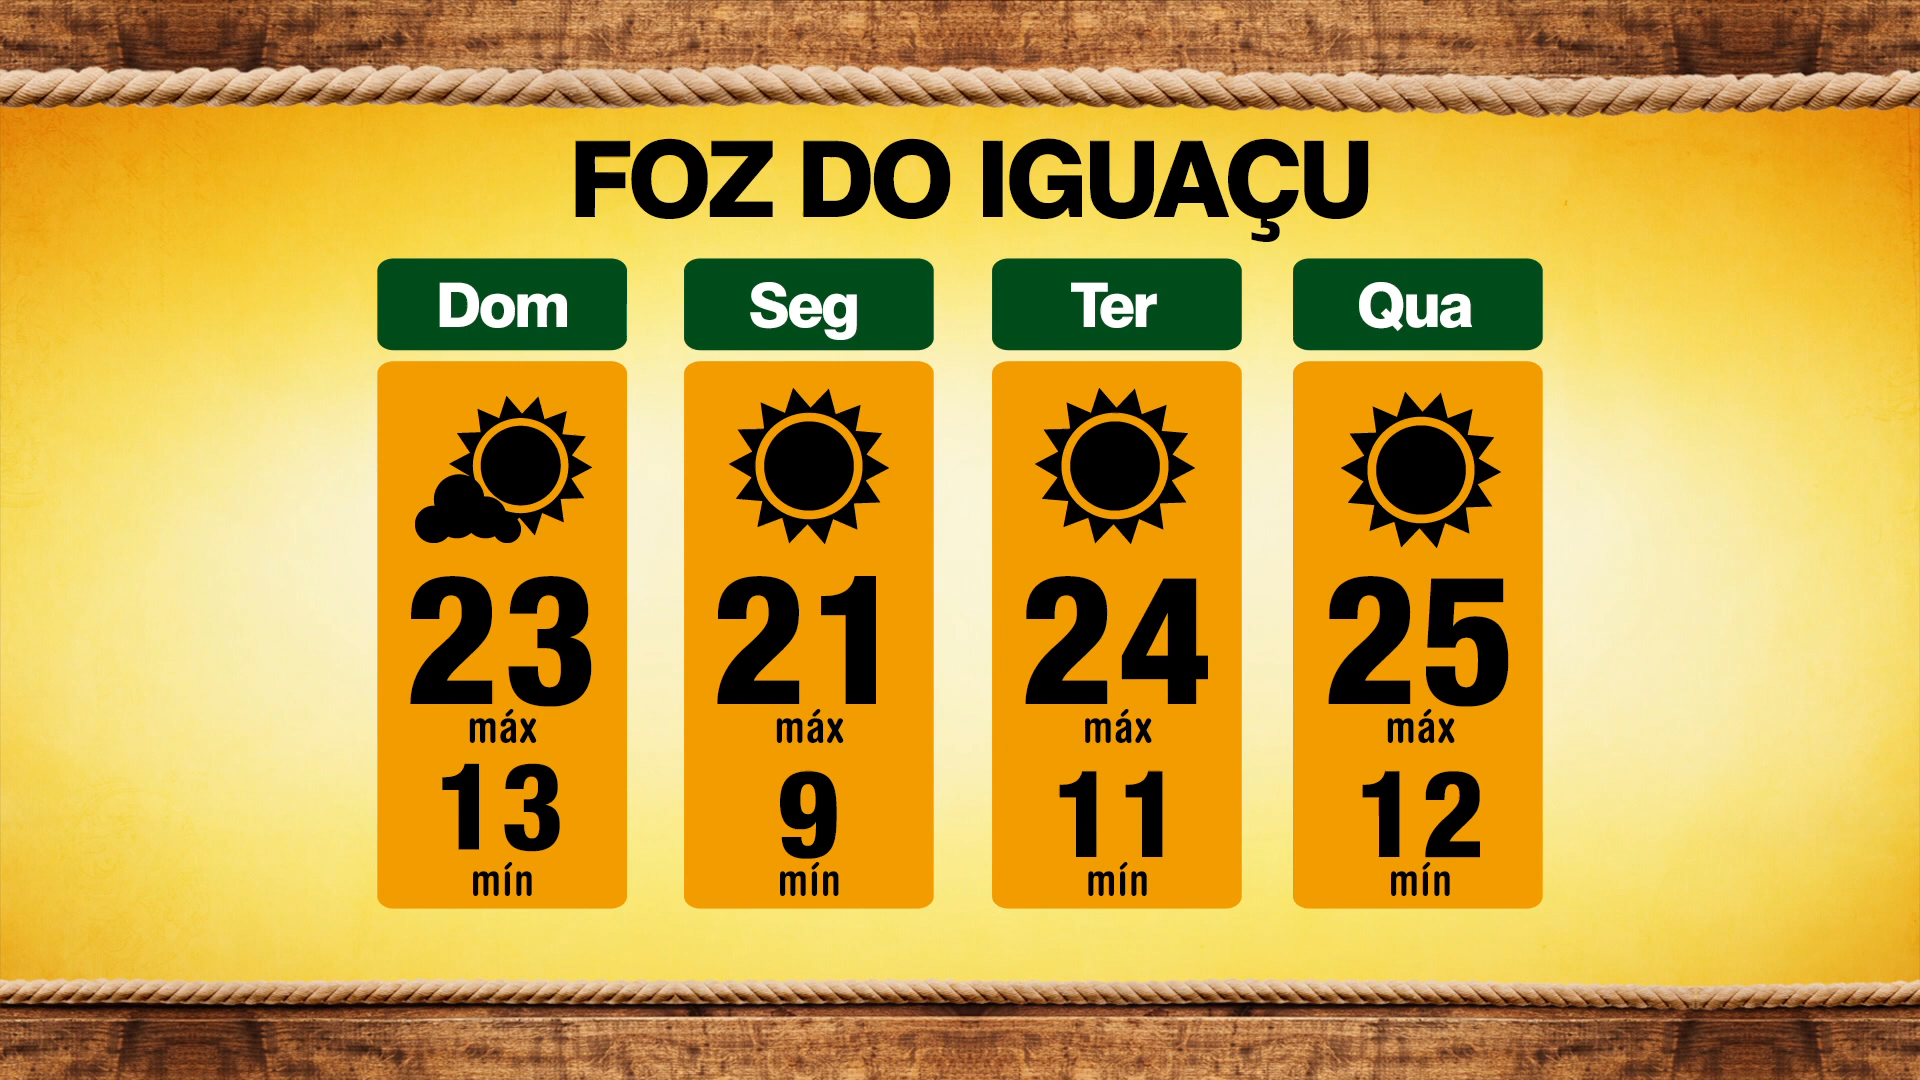 FOZ DO IGUAÇU
Dom Seg Ter Qua
23 21 24 25
máx máx máx máx
13 9 11 12
mín mín mín mín